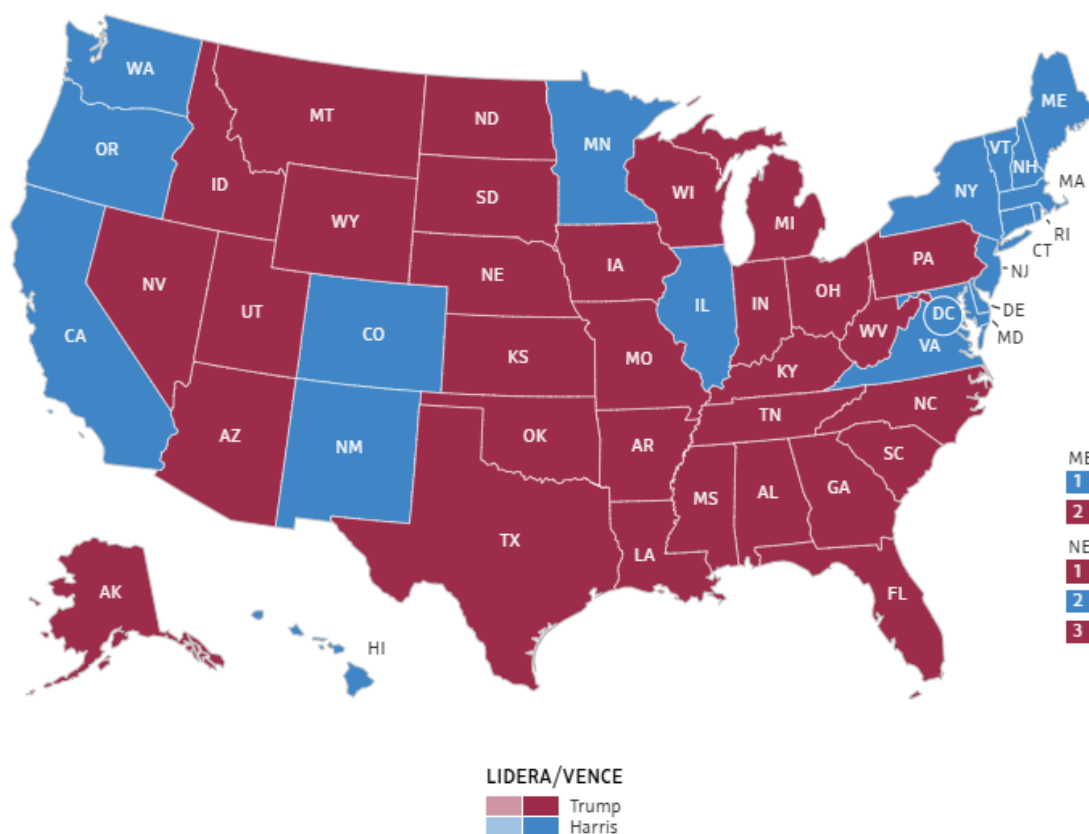 WA
MT
ND
MN
ME
OR
ID
SD
WI
VT
NH
NY
MA
WY
MI
RI
CT
IA
PA
NJ
NE
NV
UT
IL
IN
OH
DE
DC
MD
CA
CO
KS
MO
WV
VA
KY
AZ
NM
OK
AR
TN
NC
SC
MS
AL
GA
TX
LA
AK
FL
HI
ME
1
2
NE
1
2
3
LIDERA/VENCE
Trump
Harris